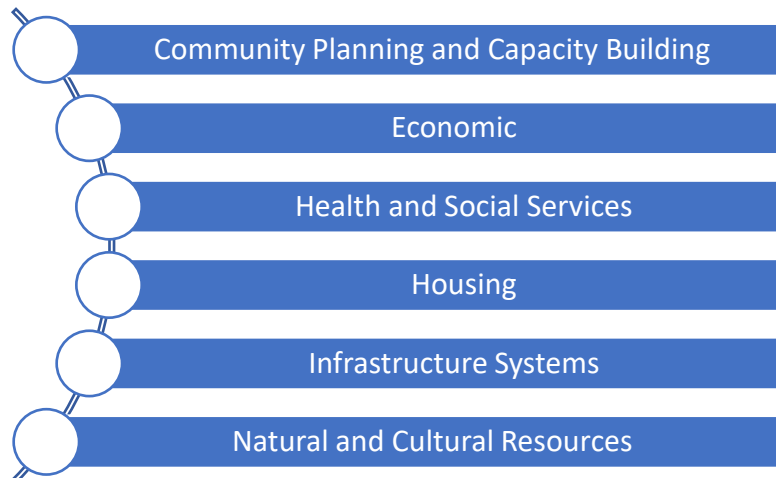 Community Planning and Capacity Building
Economic
Health and Social Services
Housing
Infrastructure Systems
Natural and Cultural Resources